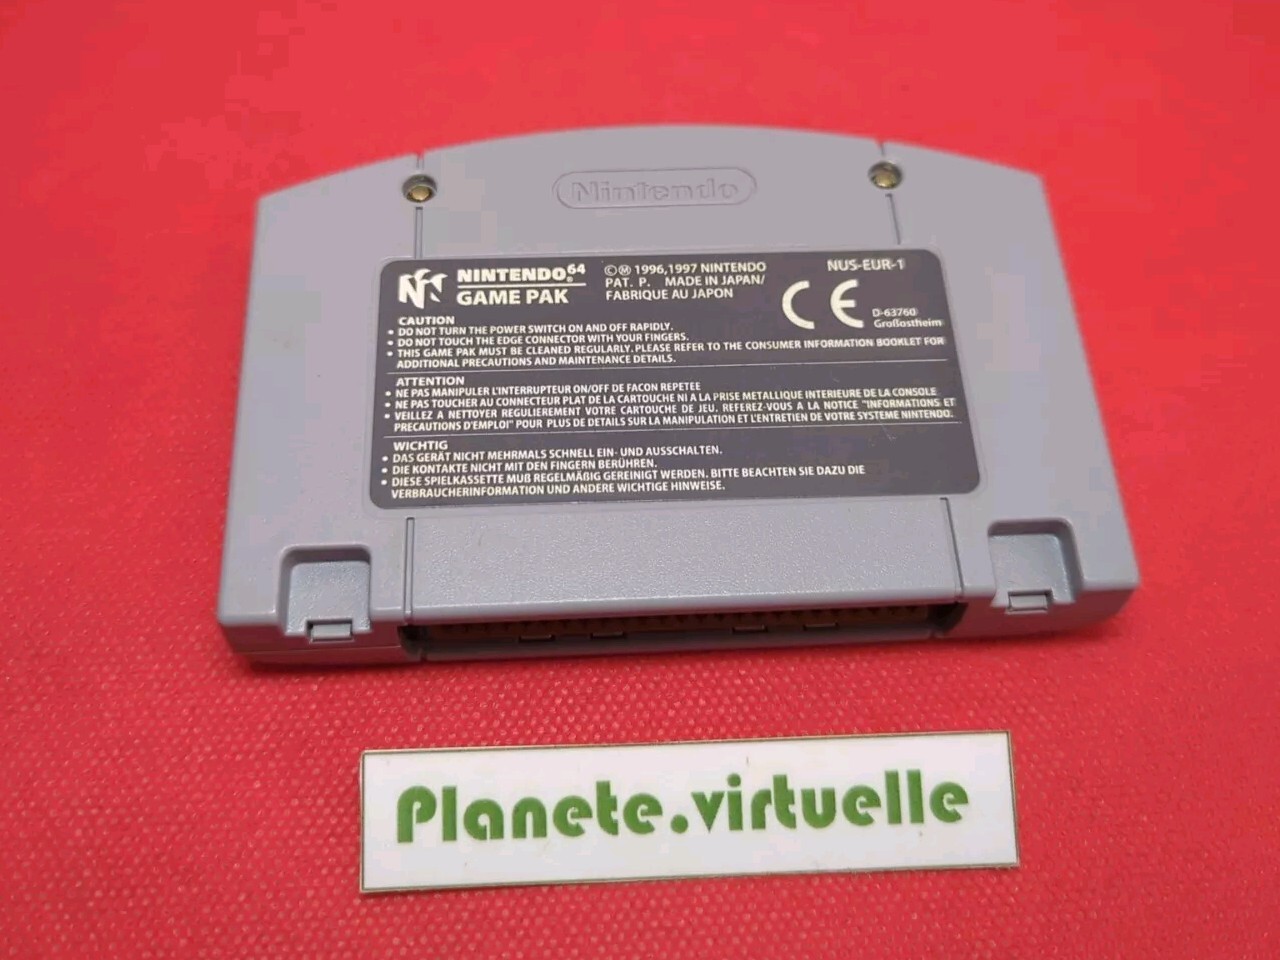 Nintendo
NINTENDO64
GAME PAK
©Ⓜ 1996,1997 NINTENDO
PAT. P. MADE IN JAPAN/
FABRIQUE AU JAPON
NUS-EUR-1
CE
D-63760
Großostheim
CAUTION
• DO NOT TURN THE POWER SWITCH ON AND OFF RAPIDLY.
• DO NOT TOUCH THE EDGE CONNECTOR WITH YOUR FINGERS.
• THIS GAME PAK MUST BE CLEANED REGULARLY. PLEASE REFER TO THE CONSUMER INFORMATION BOOKLET FOR
ADDITIONAL PRECAUTIONS AND MAINTENANCE DETAILS.
ATTENTION
• NE PAS MANIPULER L'INTERRUPTEUR ON/OFF DE FACON REPETEE
• NE PAS TOUCHER AU CONNECTEUR PLAT DE LA CARTOUCHE NI A LA PRISE METALLIQUE INTERIEURE DE LA CONSOLE
• VEILLEZ A NETTOYER REGULIEREMENT VOTRE CARTOUCHE DE JEU. REFEREZ-VOUS A LA NOTICE "INFORMATIONS ET
PRECAUTIONS D'EMPLOI" POUR PLUS DE DETAILS SUR LA MANIPULATION ET L'ENTRETIEN DE VOTRE SYSTEME NINTENDO.
WICHTIG
• DAS GERÄT NICHT MEHRMALS SCHNELL EIN- UND AUSSCHALTEN.
• DIE KONTAKTE NICHT MIT DEN FINGERN BERÜHREN.
• DIESE SPIELKASSETTE MUß REGELMÄßIG GEREINIGT WERDEN. BITTE BEACHTEN SIE DAZU DIE
VERBRAUCHERINFORMATION UND ANDERE WICHTIGE HINWEISE.
Planete.virtuelle